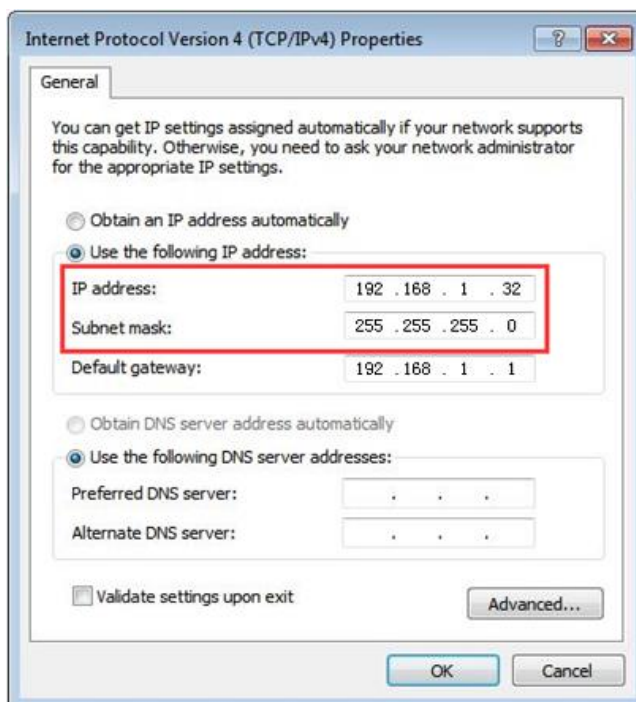 Internet Protocol Version 4 (TCP/IPv4) Properties
General
You can get IP settings assigned automatically if your network supports
this capability. Otherwise, you need to ask your network administrator
for the appropriate IP settings.
Obtain an IP address automatically
Use the following IP address:
IP address: 192 . 168 . 1 . 32
Subnet mask: 255 . 255 . 255 . 0
Default gateway: 192 . 168 . 1 . 1
Obtain DNS server address automatically
Use the following DNS server addresses:
Preferred DNS server: . . .
Alternate DNS server: . . .
Validate settings upon exit
Advanced...
OK Cancel